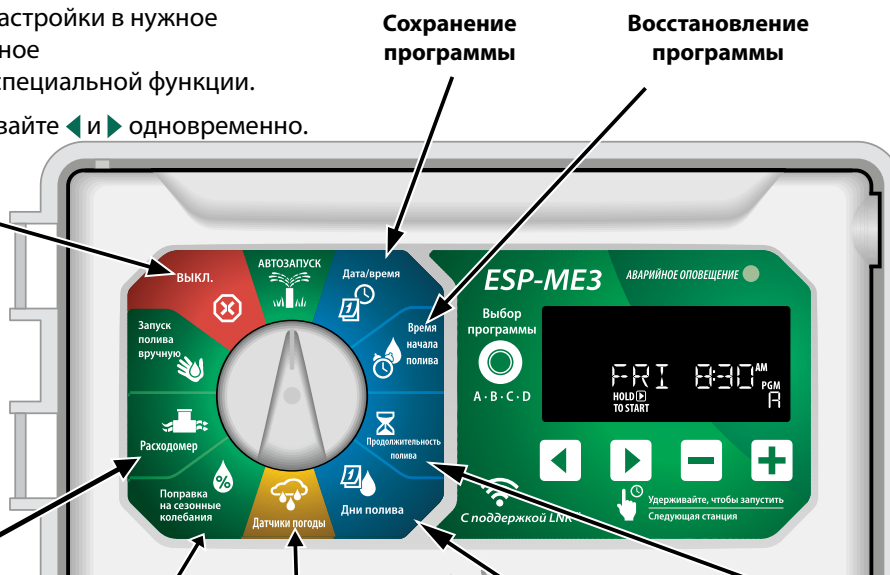 астройки в нужное
ное
специальной функции.
вайте ◀ и ▶ одновременно.
Сохранение
программы
Восстановление
программы
ВЫКЛ.
АВТОЗАПУСК
Дата/время
Время
начала
полива
Продолжительность
полива
Дни полива
Датчики погоды
Поправка
на сезонные
колебания
Расходомер
Запуск
полива
вручную
ESP-ME3
АВАРИЙНОЕ ОПОВЕЩЕНИЕ
Выбор
программы
A · B · C · D
FRI 8:30 AM
HOLD ▶
TO START
PGM
A
С поддержкой LNK
Удерживайте, чтобы запустить
Следующая станция